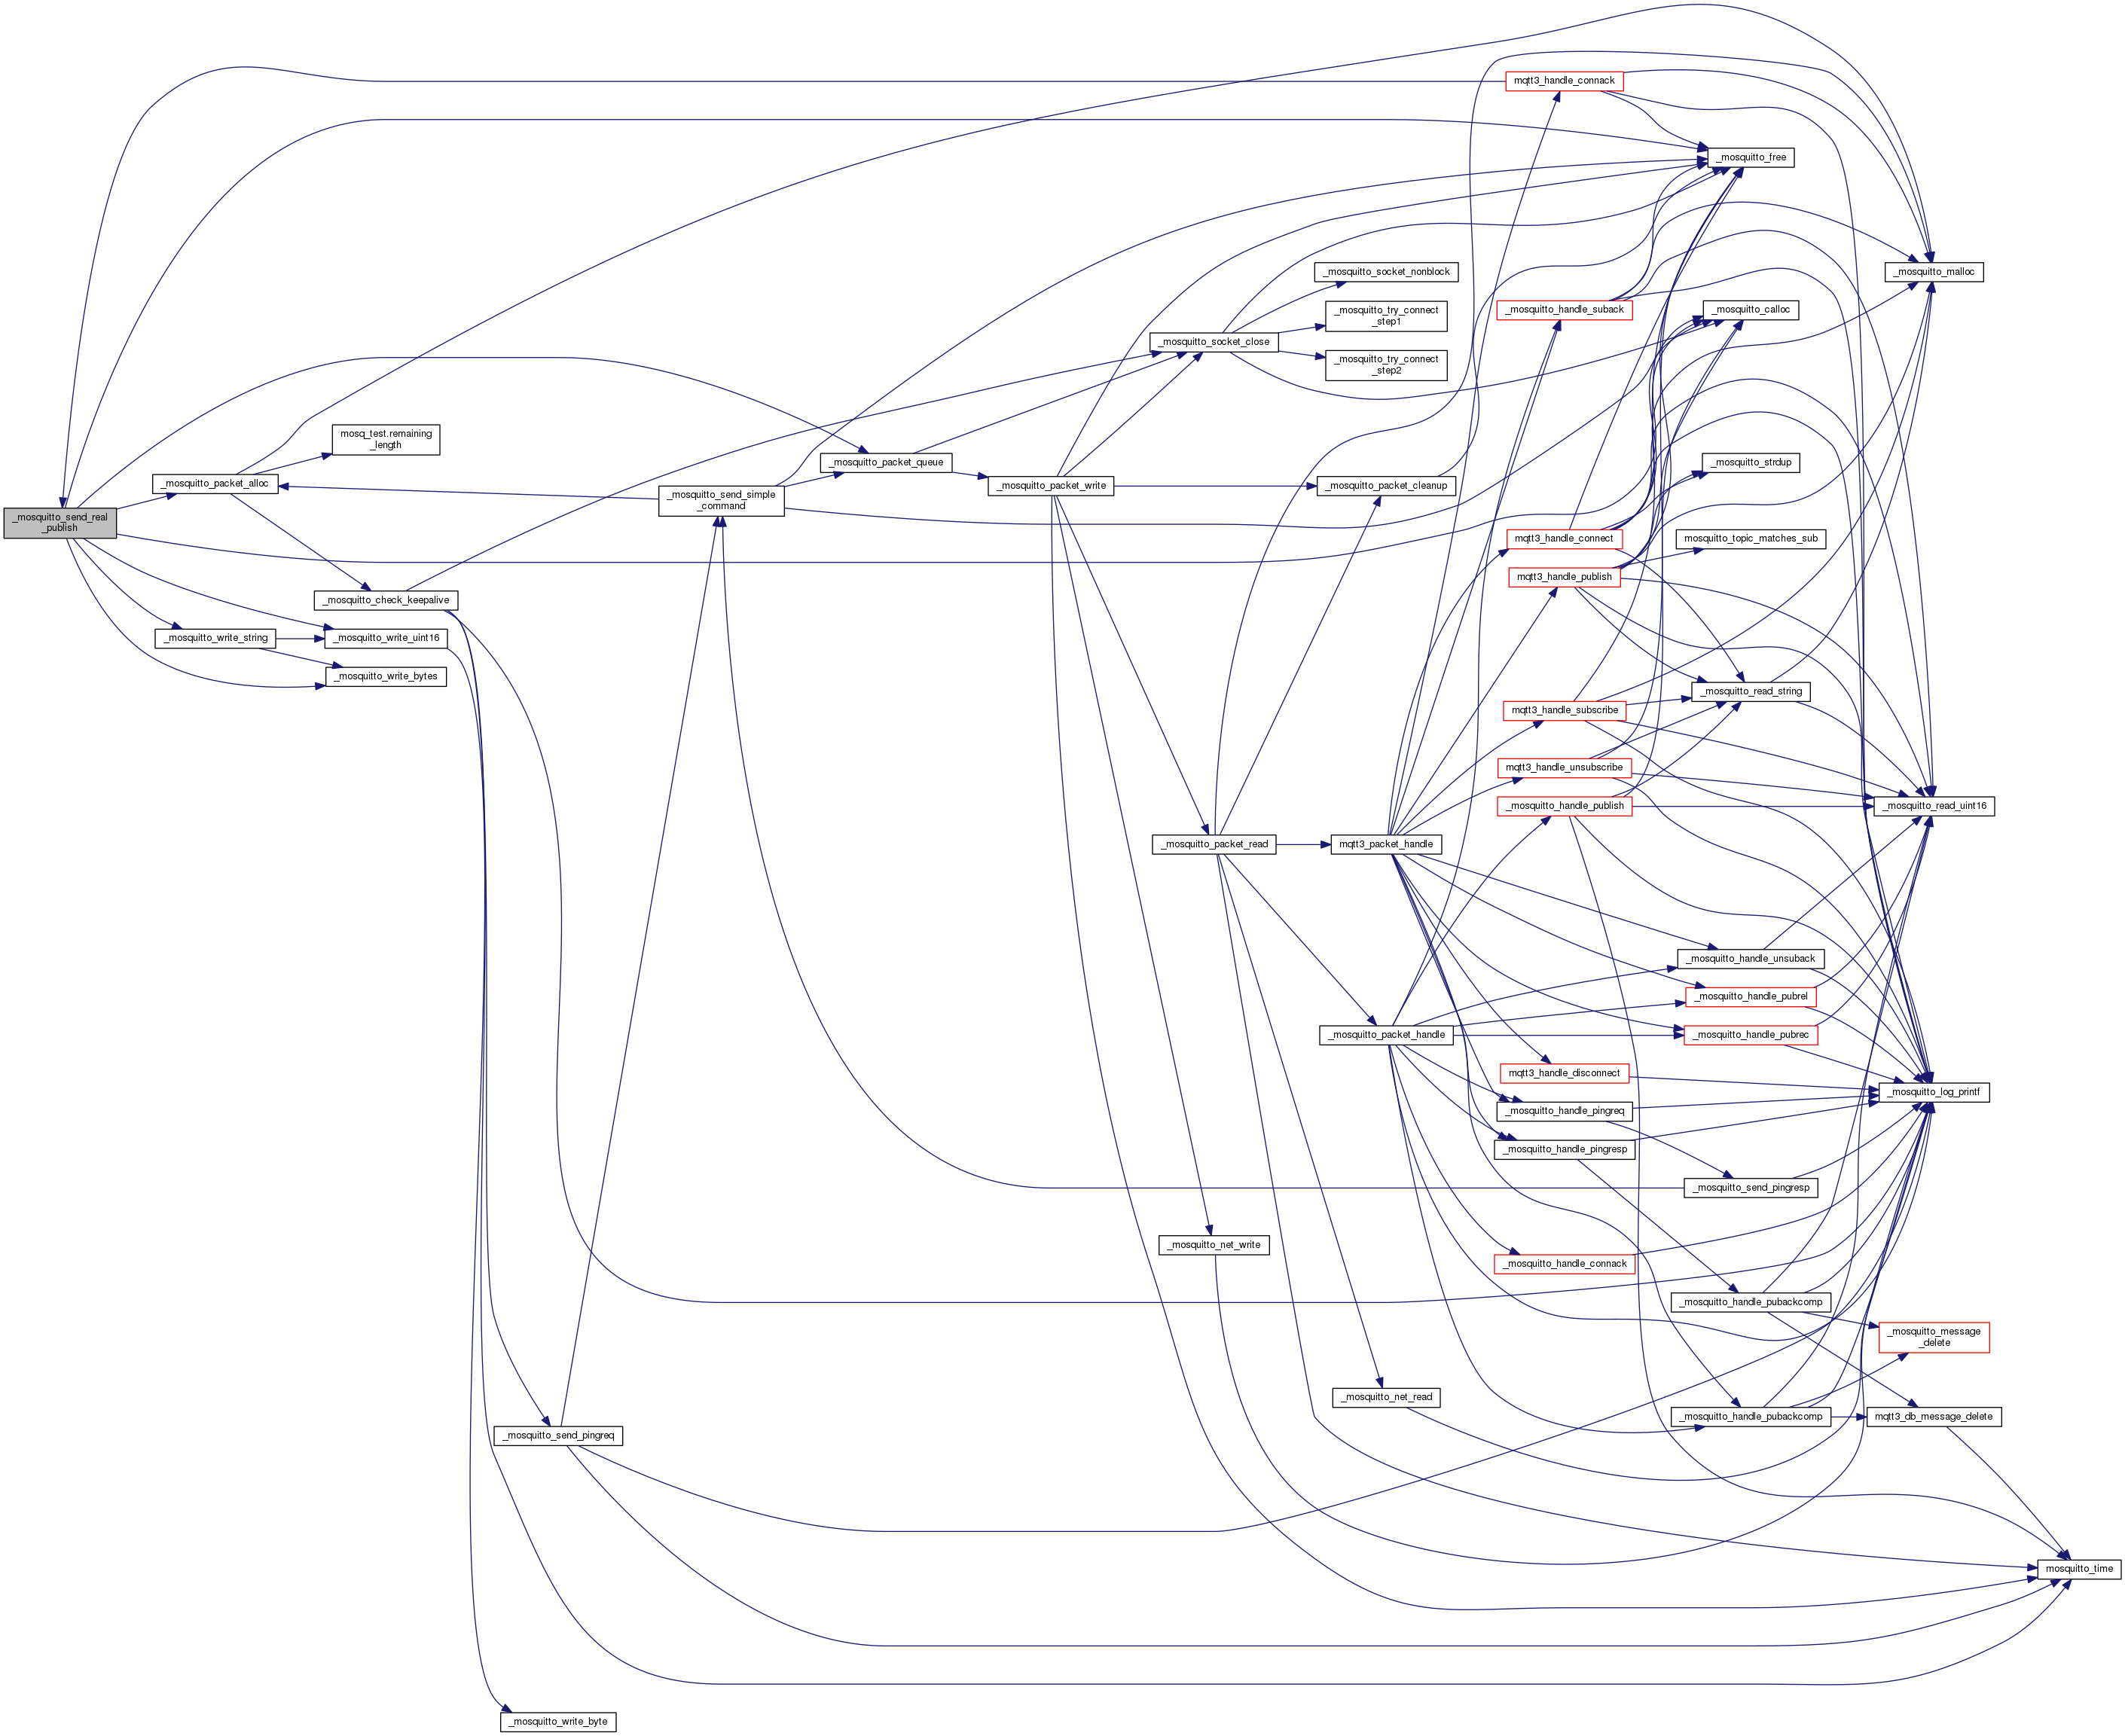 _mosquitto_send_real
_publish
_mosquitto_packet_alloc
mosq_test.remaining
_length
_mosquitto_check_keepalive
_mosquitto_write_string
_mosquitto_write_uint16
_mosquitto_write_bytes
_mosquitto_send_simple
_command
_mosquitto_send_pingreq
_mosquitto_write_byte
_mosquitto_packet_queue
_mosquitto_packet_write
_mosquitto_socket_close
_mosquitto_packet_read
_mosquitto_net_write
_mosquitto_socket_nonblock
_mosquitto_try_connect
_step1
_mosquitto_try_connect
_step2
_mosquitto_packet_cleanup
mqtt3_packet_handle
_mosquitto_packet_handle
_mosquitto_net_read
mqtt3_handle_connack
_mosquitto_handle_suback
mqtt3_handle_connect
mqtt3_handle_publish
mqtt3_handle_subscribe
mqtt3_handle_unsubscribe
_mosquitto_handle_publish
mqtt3_handle_disconnect
_mosquitto_handle_pingreq
_mosquitto_handle_pingresp
_mosquitto_handle_connack
_mosquitto_free
_mosquitto_calloc
_mosquitto_strdup
mosquitto_topic_matches_sub
_mosquitto_read_string
_mosquitto_handle_unsuback
_mosquitto_handle_pubrel
_mosquitto_handle_pubrec
_mosquitto_send_pingresp
_mosquitto_handle_pubackcomp
_mosquitto_handle_pubackcomp
_mosquitto_malloc
_mosquitto_read_uint16
_mosquitto_log_printf
_mosquitto_message
_delete
mqtt3_db_message_delete
mosquitto_time